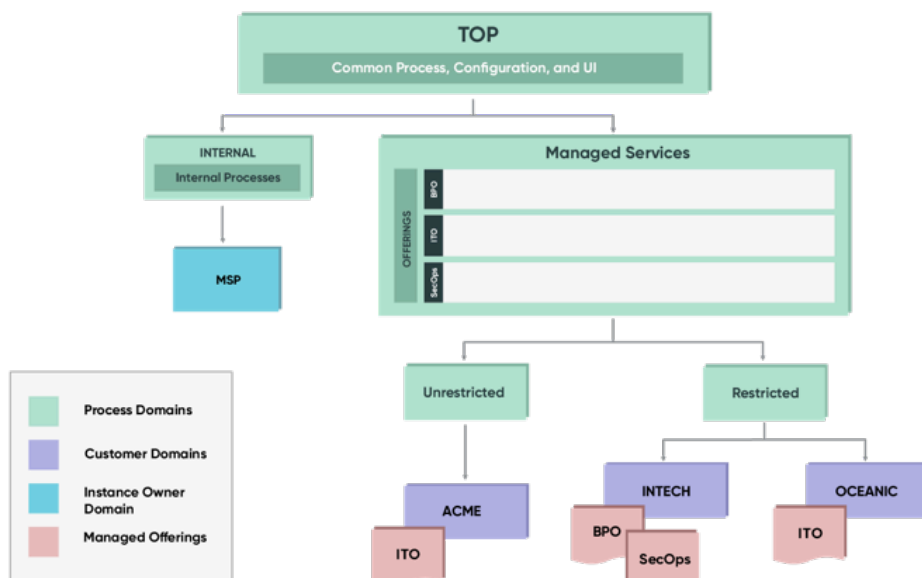 TOP
Common Process, Configuration, and UI
INTERNAL
Internal Processes
Managed Services
OFFERINGS
BPO
ITO
SecOps
MSP
Unrestricted
Restricted
Process Domains
Customer Domains
Instance Owner
Domain
Managed Offerings
ACME
ITO
INTECH
BPO
SecOps
OCEANIC
ITO